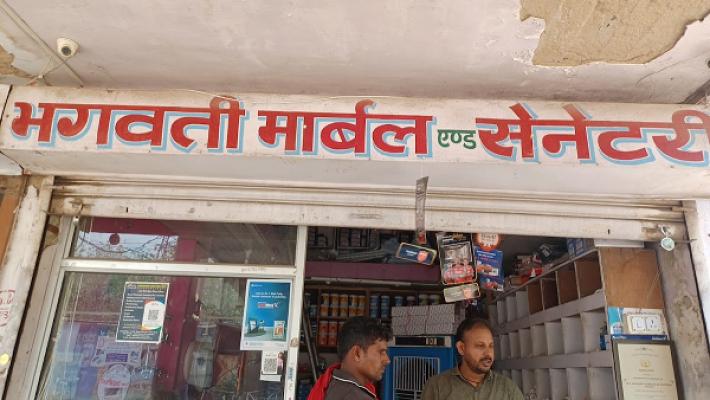 भगवती मार्बल एण्ड सेनेटरी